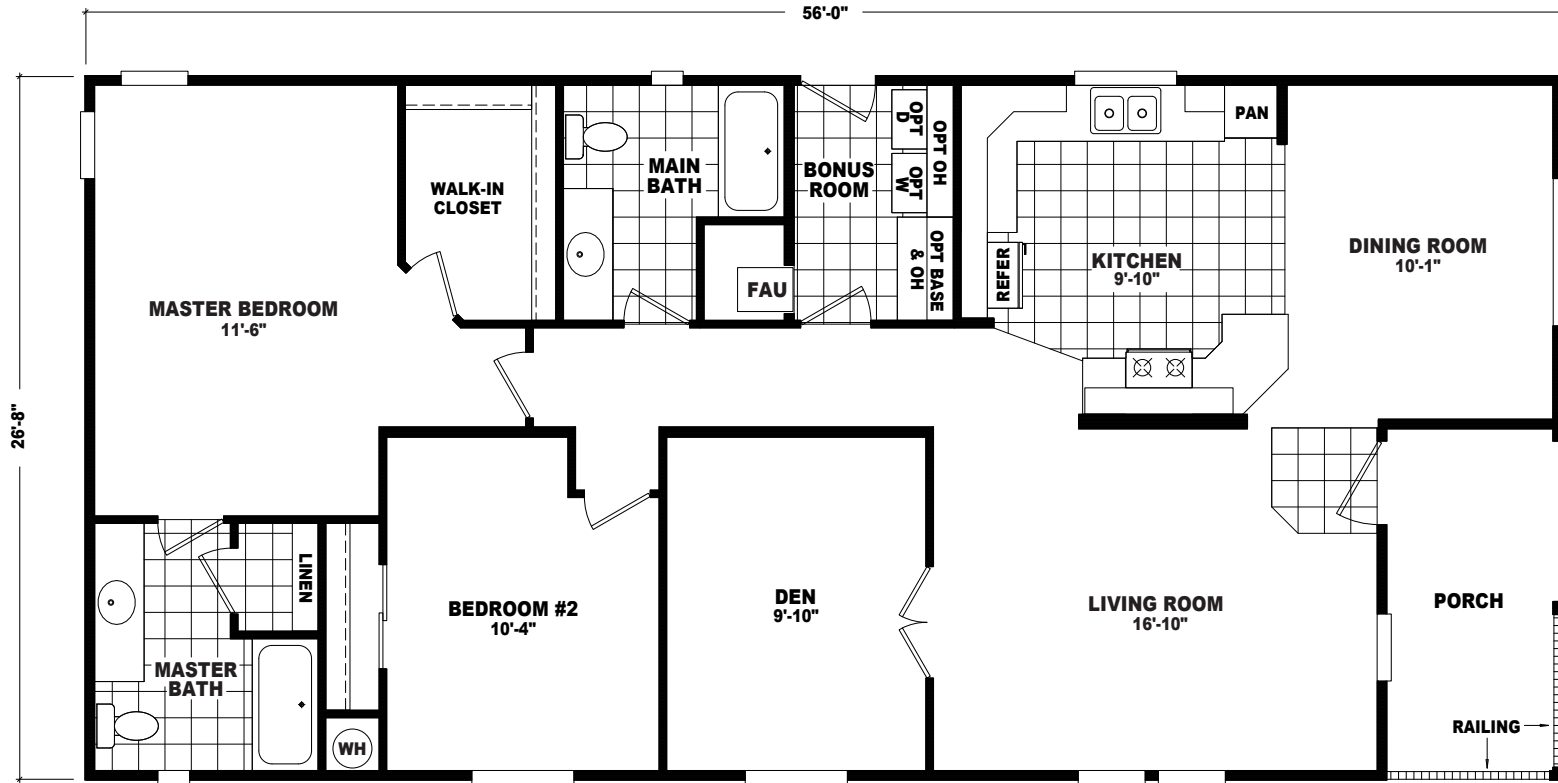 56'-0"
26'-8"
MASTER BEDROOM
11'-6"
WALK-IN
CLOSET
MAIN
BATH
FAU
BONUS
ROOM
OPT
D
OPT
W
OPT OH
OPT BASE
& OH
REFER
KITCHEN
9'-10"
PAN
DINING ROOM
10'-1"
LINEN
MASTER
BATH
WH
BEDROOM #2
10'-4"
DEN
9'-10"
LIVING ROOM
16'-10"
PORCH
RAILING